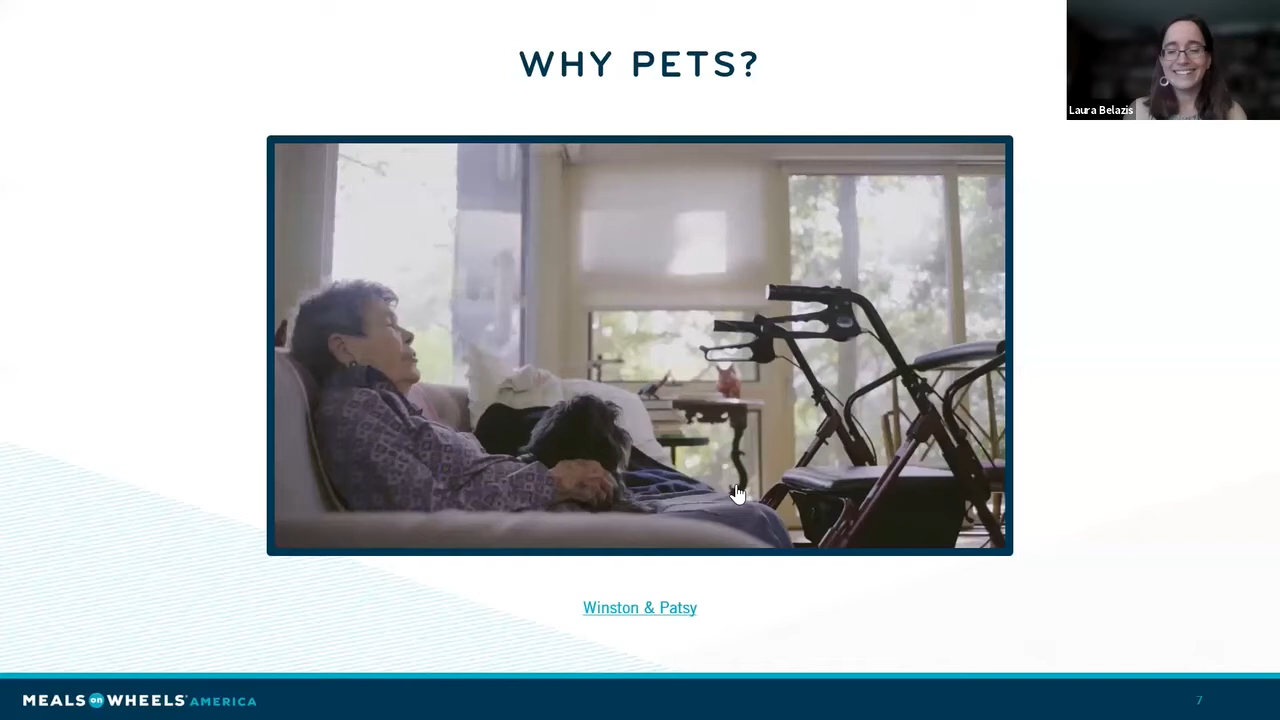 WHY PETS?
Laura Belazis
Winston & Patsy
MEALS on WHEELS AMERICA
7